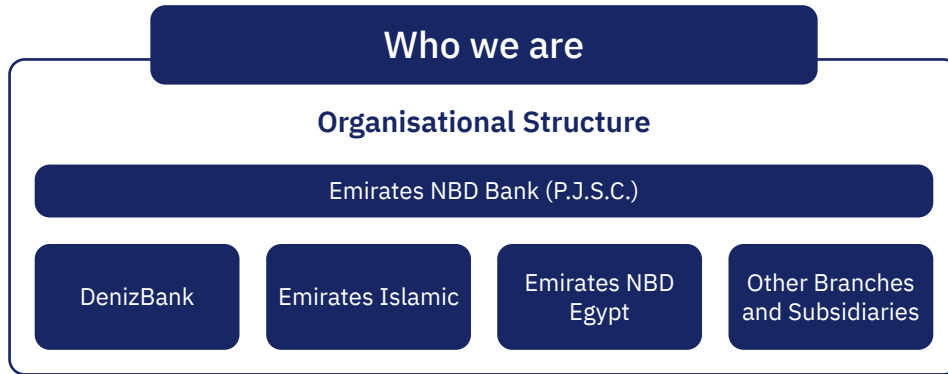 Who we are
Organisational Structure
Emirates NBD Bank (P.J.S.C.)
DenizBank
Emirates Islamic
Emirates NBD
Egypt
Other Branches
and Subsidiaries